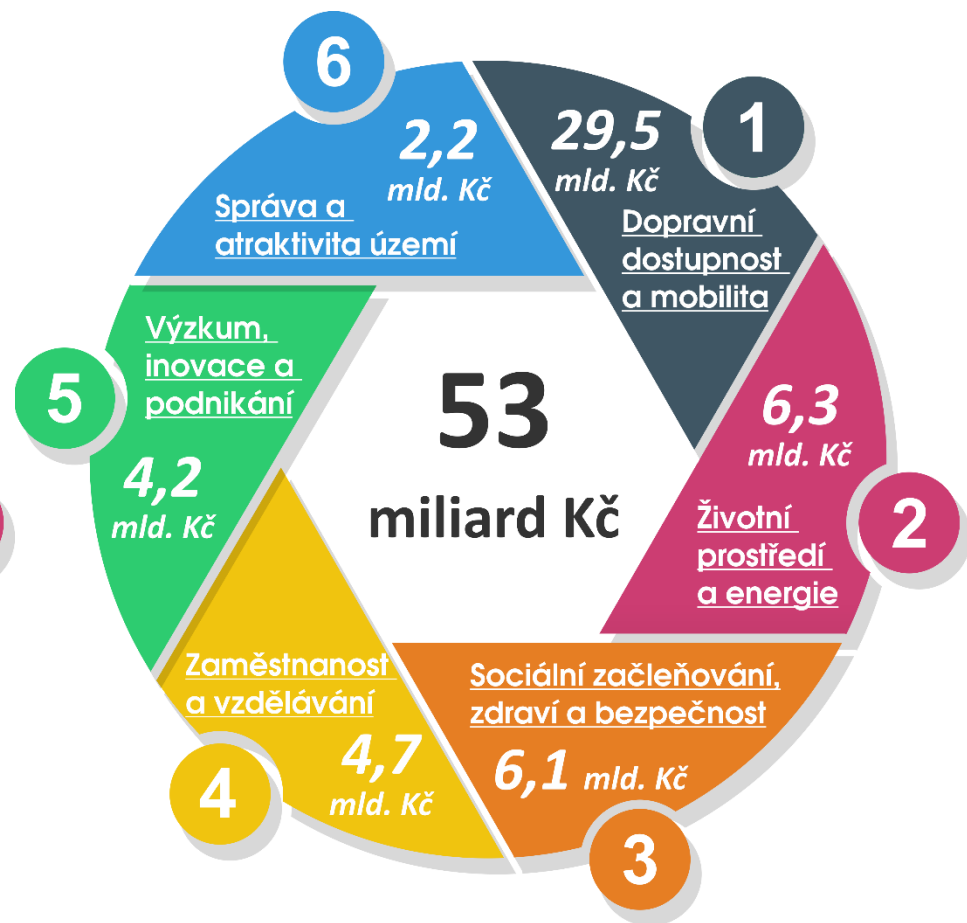 6
2,2
mld. Kč
Správa a
atraktivita území
1
29,5
mld. Kč
Dopravní
dostupnost
a mobilita
2
6,3
mld. Kč
Životní
prostředí
a energie
3
Sociální začleňování,
zdraví a bezpečnost
6,1 mld. Kč
4
Zaměstnanost
a vzdělávání
4,7
mld. Kč
5
Výzkum,
inovace a
podnikání
4,2
mld. Kč
53
miliard Kč